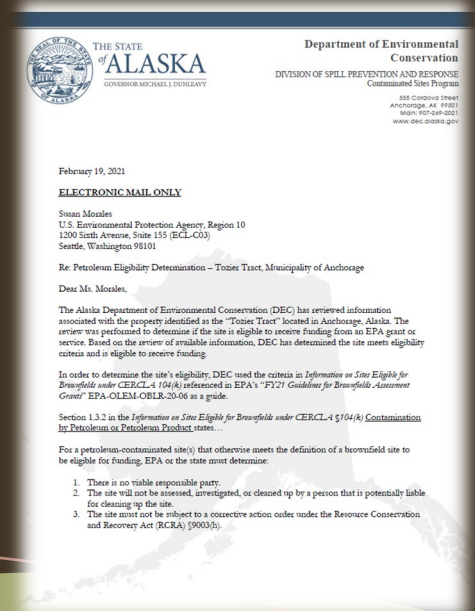 THE STATE
of ALASKA
GOVERNOR MICHAEL J. DUNLEAVY
Department of Environmental
Conservation
DIVISION OF SPILL PREVENTION AND RESPONSE
Contaminated Sites Program
555 Cordova Street
Anchorage, AK 99501
Main: 907-269-2021
www.dec.alaska.gov
February 19, 2021
ELECTRONIC MAIL ONLY
Susan Morales
U.S. Environmental Protection Agency, Region 10
1200 Sixth Avenue, Suite 155 (ECL-C03)
Seattle, Washington 98101
Re: Petroleum Eligibility Determination – Tozier Tract, Municipality of Anchorage
Dear Ms. Morales,
The Alaska Department of Environmental Conservation (DEC) has reviewed information
associated with the property identified as the “Tozier Tract” located in Anchorage, Alaska. The
review was performed to determine if the site is eligible to receive funding from an EPA grant or
service. Based on the review of available information, DEC has determined the site meets eligibility
criteria and is eligible to receive funding.
In order to determine the site’s eligibility, DEC used the criteria in Information on Sites Eligible for
Brownfields under CERCLA 104(k) referenced in EPA’s “FY21 Guidelines for Brownfields Assessment
Grants” EPA-OLEM-OBLR-20-06 as a guide.
Section 1.3.2 in the Information on Sites Eligible for Brownfields under CERCLA §104(k) Contamination
by Petroleum or Petroleum Product states…
For a petroleum-contaminated site(s) that otherwise meets the definition of a brownfield site to
be eligible for funding, EPA or the state must determine:
1. There is no viable responsible party.
2. The site will not be assessed, investigated, or cleaned up by a person that is potentially liable
for cleaning up the site.
3. The site must not be subject to a corrective action order under the Resource Conservation
and Recovery Act (RCRA) §9003(h).